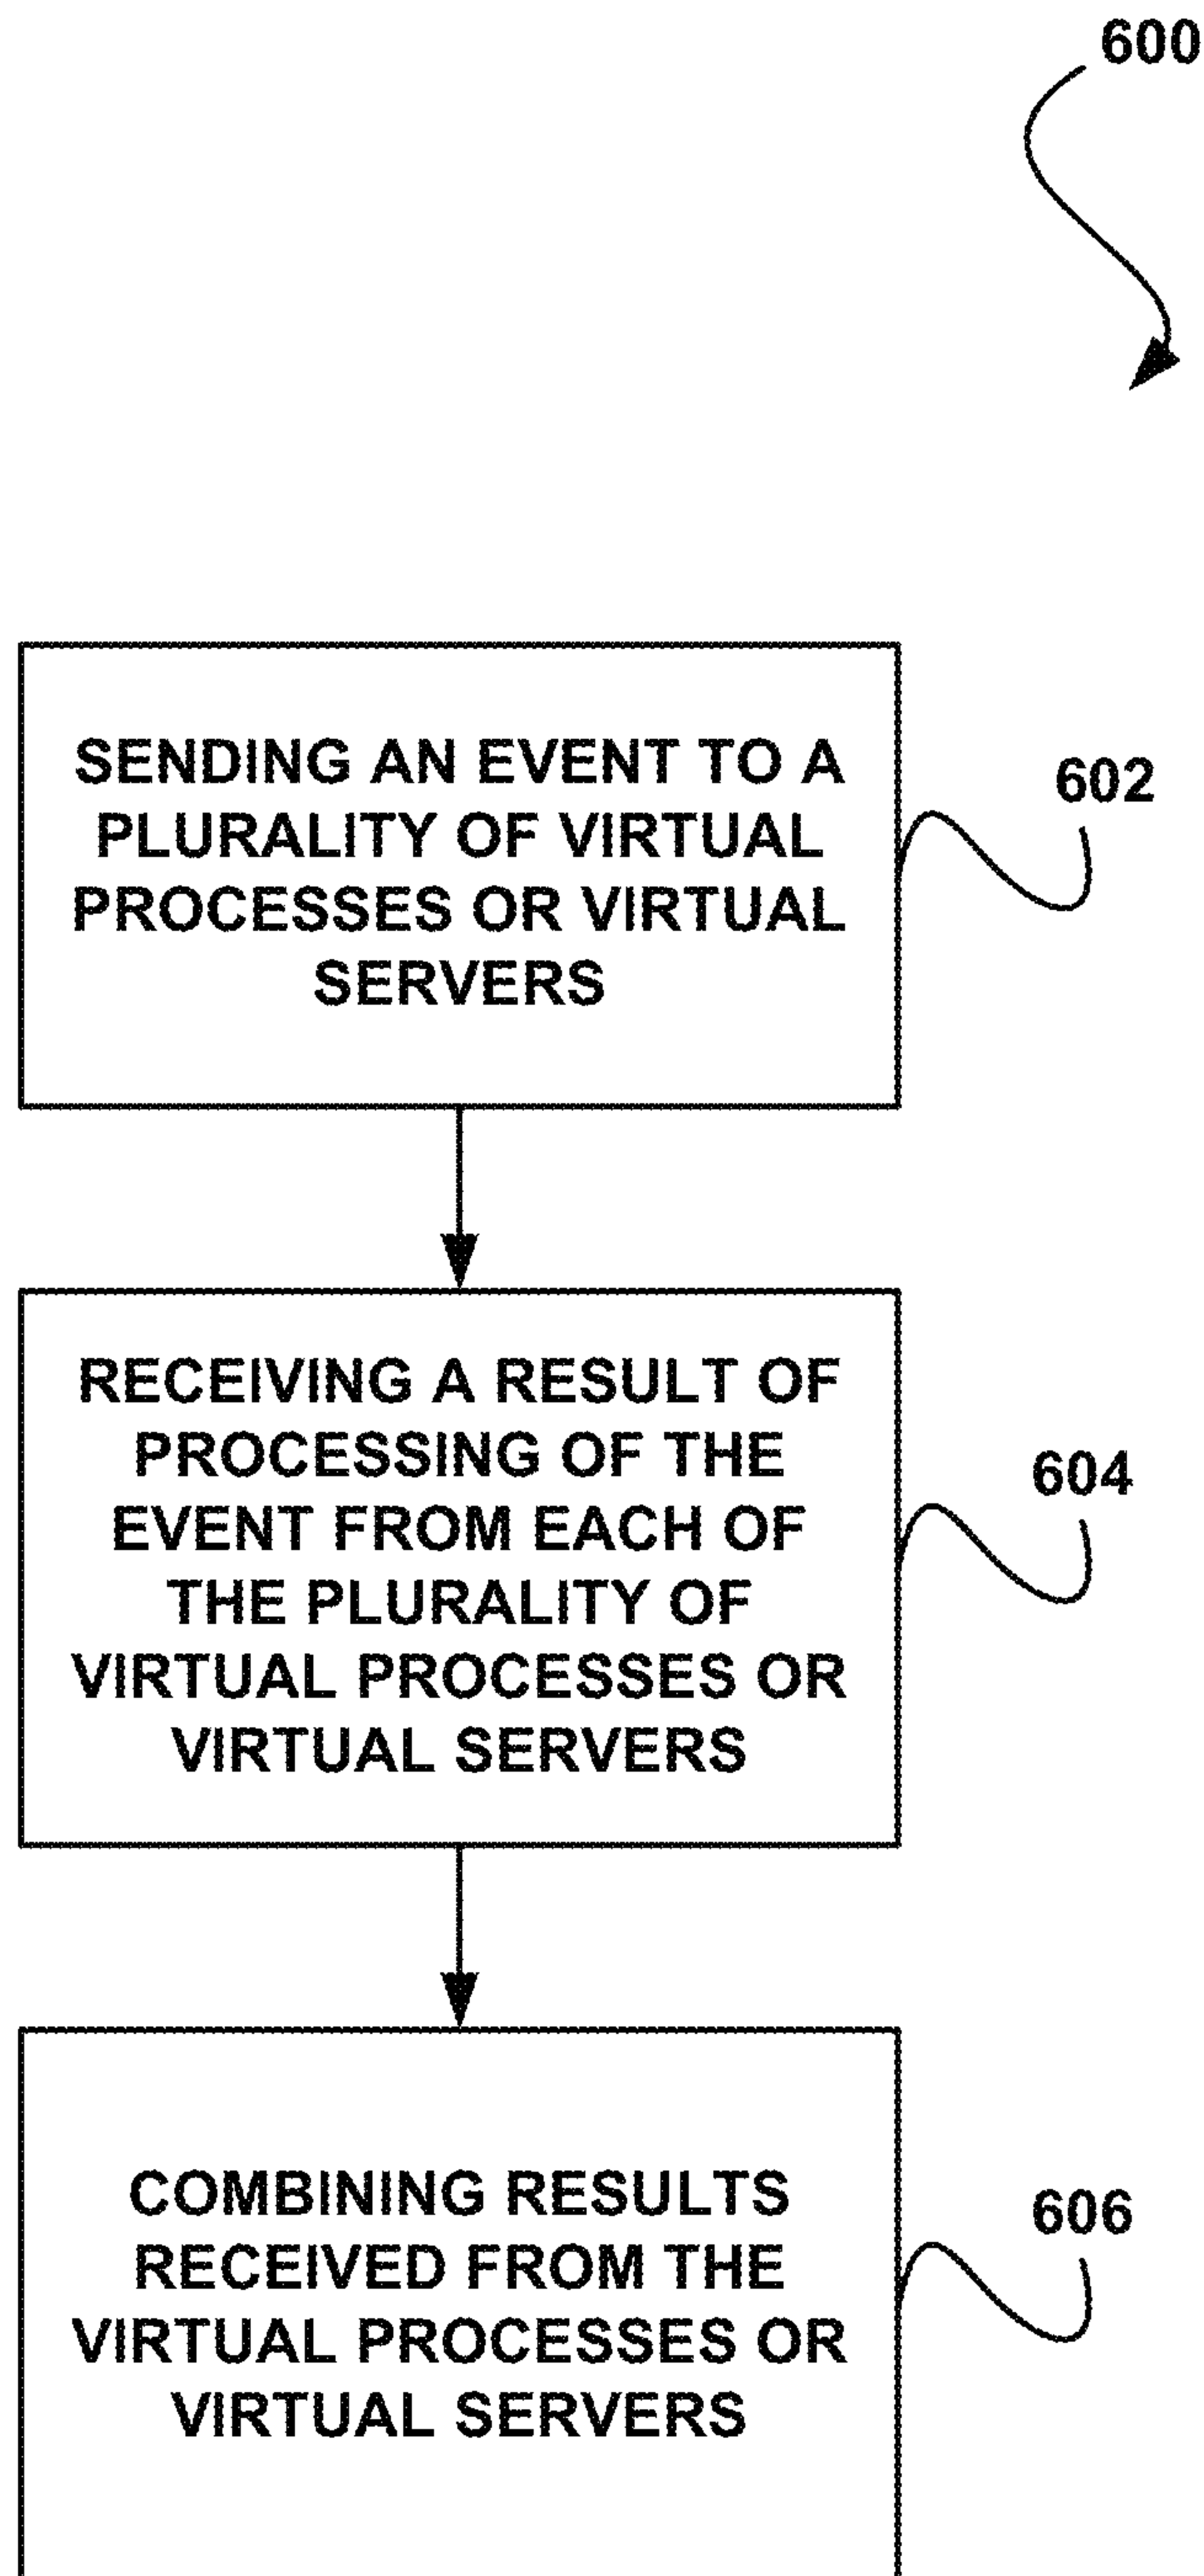 600
SENDING AN EVENT TO A
PLURALITY OF VIRTUAL
PROCESSES OR VIRTUAL
SERVERS
602
RECEIVING A RESULT OF
PROCESSING OF THE
EVENT FROM EACH OF
THE PLURALITY OF
VIRTUAL PROCESSES OR
VIRTUAL SERVERS
604
COMBINING RESULTS
RECEIVED FROM THE
VIRTUAL PROCESSES OR
VIRTUAL SERVERS
606